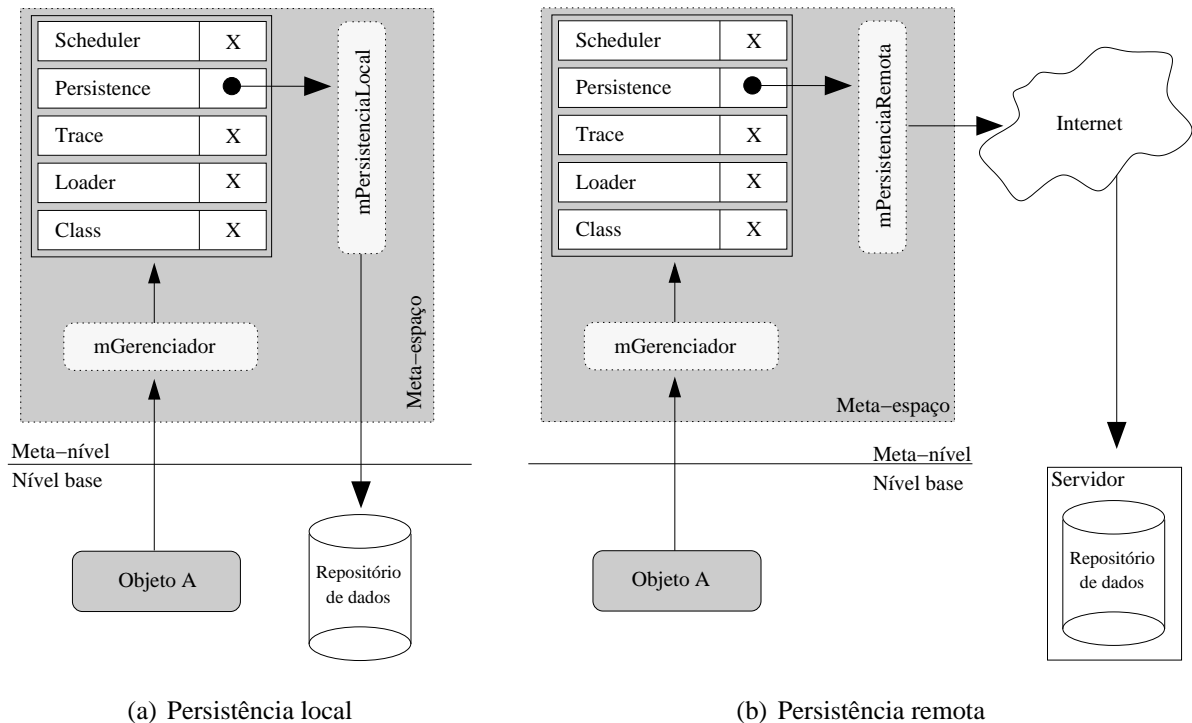 Scheduler X
Persistence
Trace X
Loader X
Class X
mPersistenciaLocal
mGerenciador
Meta−espaço
Meta−nível
Nível base
Objeto A
Repositório
de dados
(a) Persistência local
Scheduler X
Persistence
Trace X
Loader X
Class X
mPersistenciaRemota
Internet
mGerenciador
Meta−espaço
Meta−nível
Nível base
Objeto A
Servidor
Repositório
de dados
(b) Persistência remota